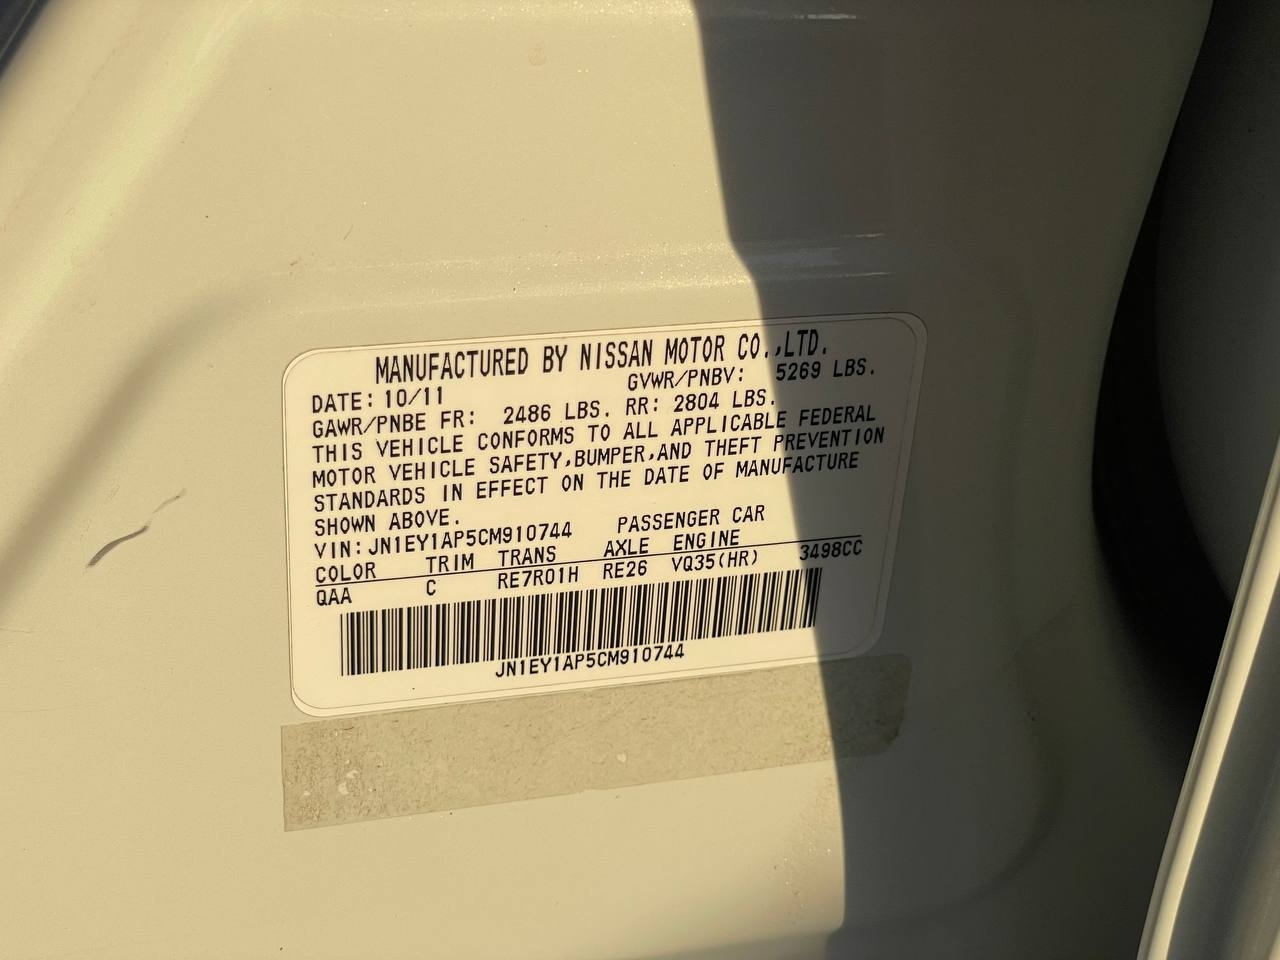 MANUFACTURED BY NISSAN MOTOR CO.,LTD.
DATE: 10/11 GVWR/PNBV: 5269 LBS.
GAWR/PNBE FR: 2486 LBS. RR: 2804 LBS.
THIS VEHICLE CONFORMS TO ALL APPLICABLE FEDERAL
MOTOR VEHICLE SAFETY,BUMPER,AND THEFT PREVENTION
STANDARDS IN EFFECT ON THE DATE OF MANUFACTURE
SHOWN ABOVE.
VIN: JN1EY1AP5CM910744 PASSENGER CAR
COLOR TRIM TRANS AXLE ENGINE
QAA C RE7R01H RE26 VQ35(HR) 3498CC
JN1EY1AP5CM910744